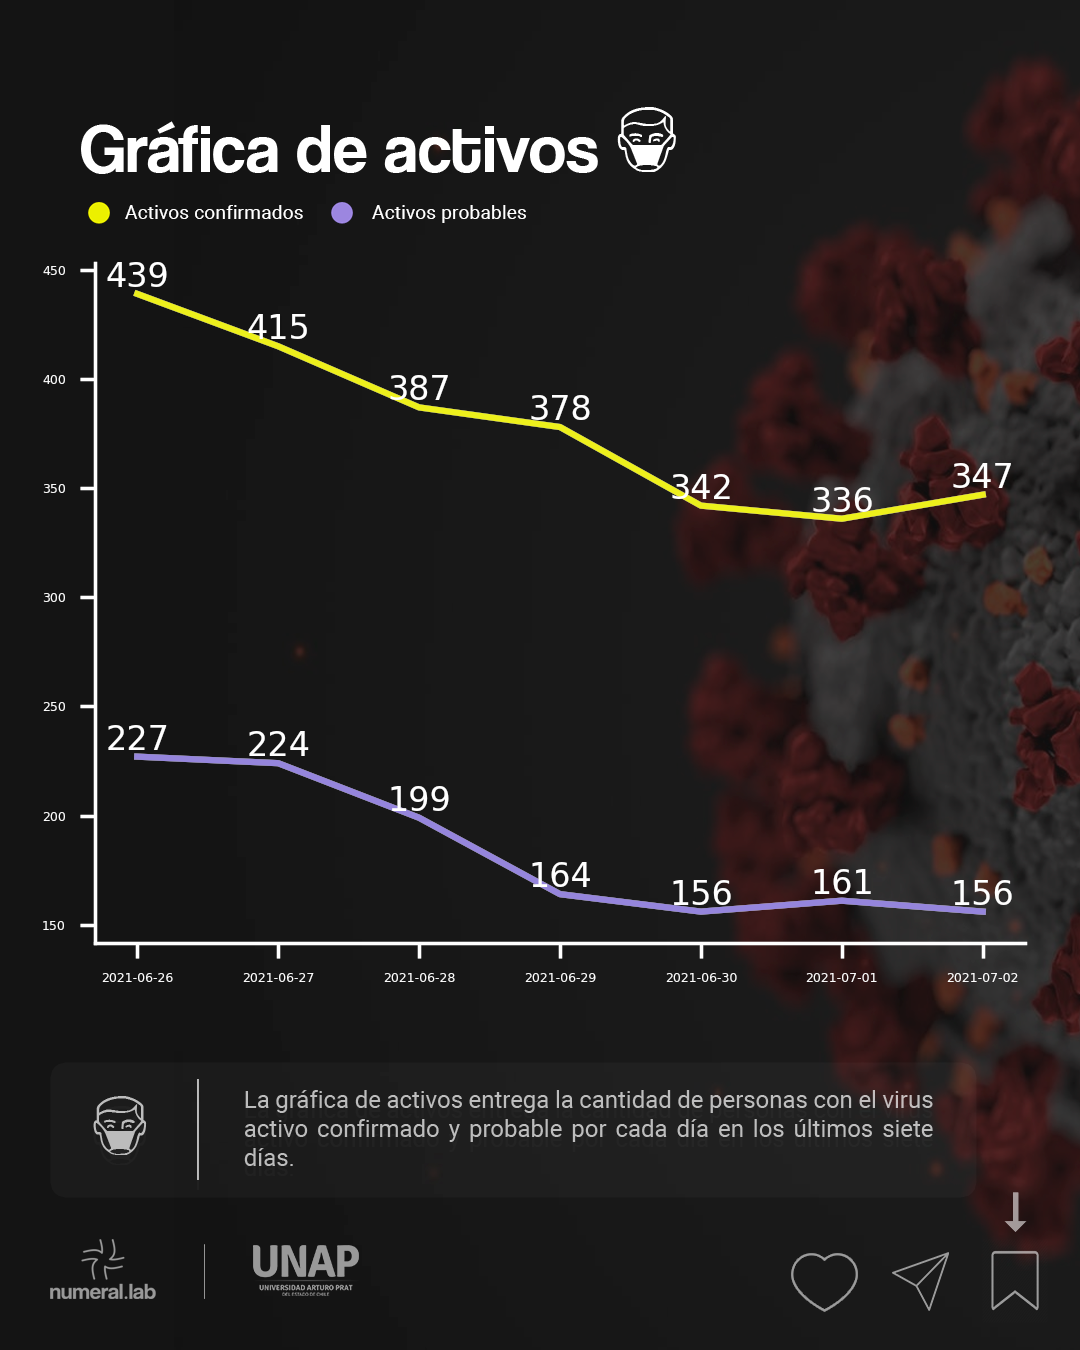 Gráfica de activos
Activos confirmados Activos probables
450
439
415
400
387
378
350
342
336
347
300
250
227
224
200
199
164
156
161
156
150
2021-06-26 2021-06-27 2021-06-28 2021-06-29 2021-06-30 2021-07-01 2021-07-02
La gráfica de activos entrega la cantidad de personas con el virus
activo confirmado y probable por cada día en los últimos siete
días.
numeral.lab
UNAP
UNIVERSIDAD ARTURO PRAT
DEL ESTADO DE CHILE